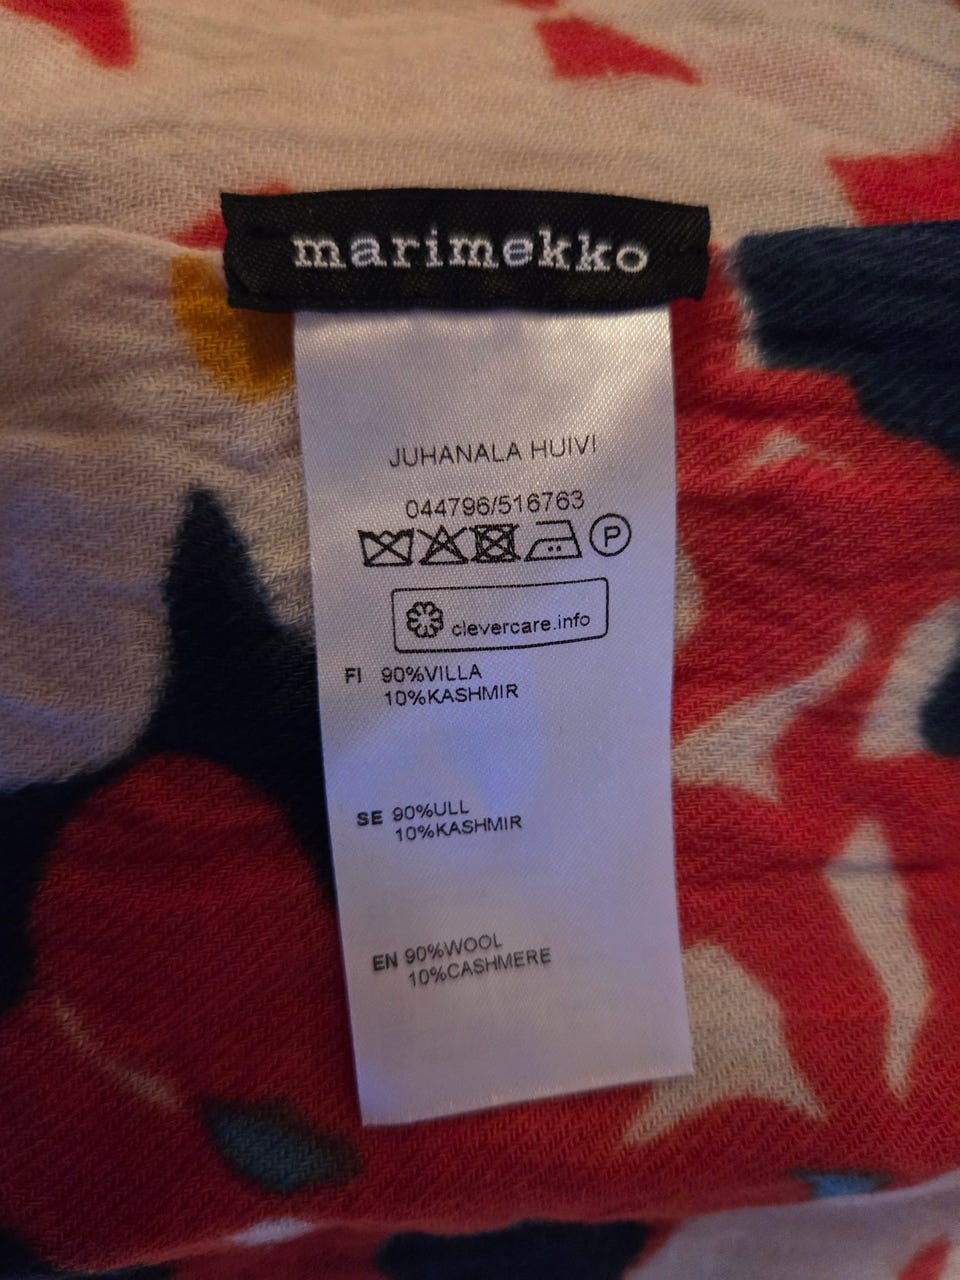 marimekko
JUHANALA HUIVI
044796/516763
P
clevercare.info
FI 90%VILLA
10%KASHMIR
SE 90%ULL
10%KASHMIR
EN 90%WOOL
10%CASHMERE